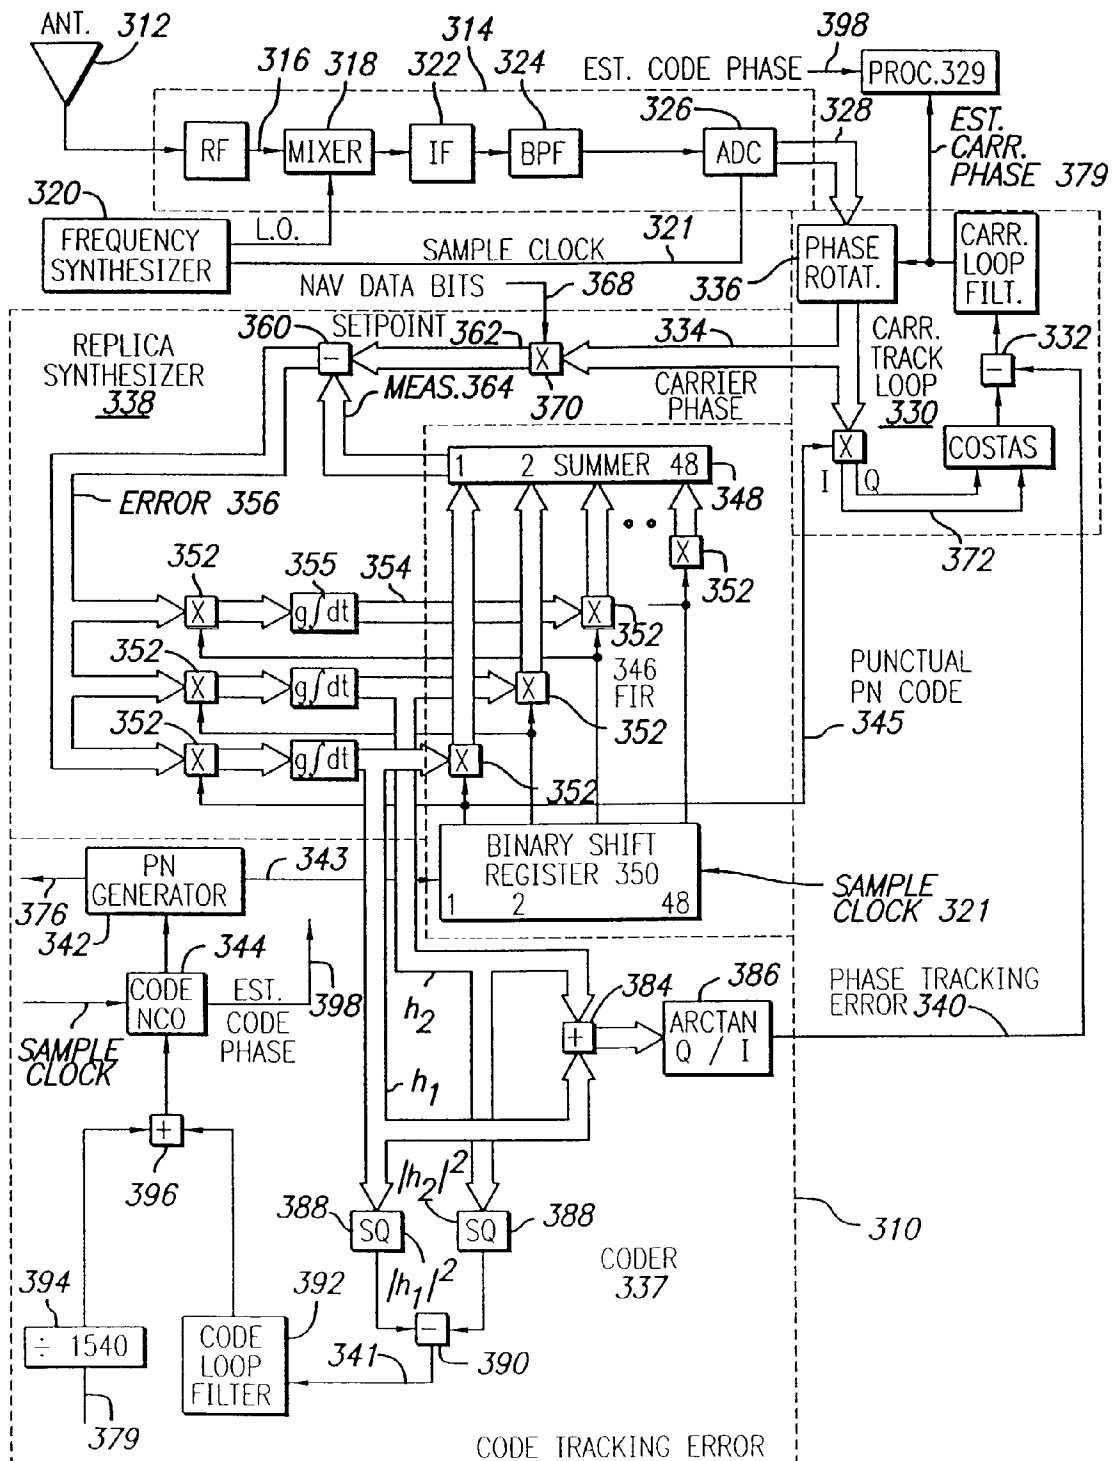 ANT.
312
316
318
322
314
324
EST. CODE PHASE
398
PROC.329
326
328
RF
MIXER
IF
BPF
ADC
EST.
CARR.
PHASE 379
320
FREQUENCY
SYNTHESIZER
L.O.
SAMPLE CLOCK
321
336
PHASE
ROTAT.
CARR.
LOOP
FILT.
NAV DATA BITS
368
REPLICA
SYNTHESIZER
338
360
SETPOINT
362
334
−
X
370
MEAS.364
CARRIER
PHASE
CARR.
TRACK
LOOP
330
332
−
X
COSTAS
I
Q
372
1 2 SUMMER 48
348
ERROR 356
X
352
352
355
354
X
g∫dt
X
352
352
346
FIR
X
g∫dt
X
352
352
X
g∫dt
X
352
PUNCTUAL
PN CODE
345
PN
GENERATOR
343
376
342
BINARY SHIFT
REGISTER 350
1 2 48
SAMPLE
CLOCK 321
344
CODE
NCO
EST.
CODE
PHASE
398
SAMPLE
CLOCK
h2
h1
384
+
386
ARCTAN
Q / I
PHASE TRACKING
ERROR 340
+
396
|h2|²
388
SQ
SQ
388
|h1|²
CODER
337
310
394
÷ 1540
379
392
CODE
LOOP
FILTER
−
390
341
CODE TRACKING ERROR